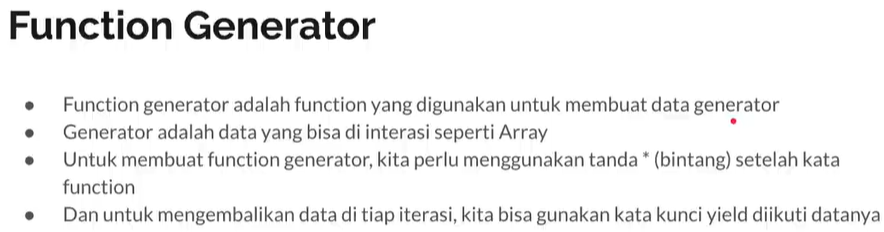 Function Generator
● Function generator adalah function yang digunakan untuk membuat data generator
● Generator adalah data yang bisa di interasi seperti Array
● Untuk membuat function generator, kita perlu menggunakan tanda * (bintang) setelah kata
function
● Dan untuk mengembalikan data di tiap iterasi, kita bisa gunakan kata kunci yield diikuti datanya